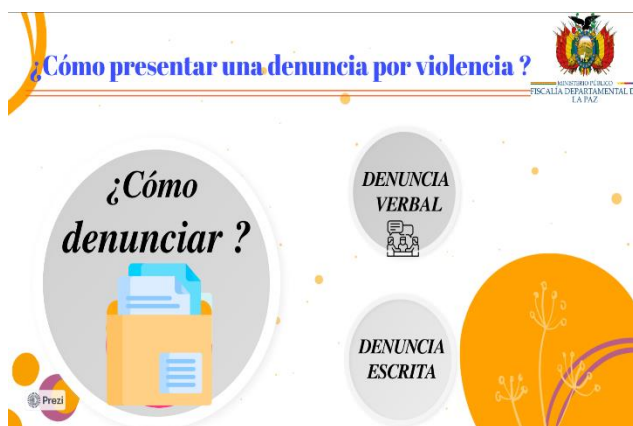 ¿Cómo presentar una denuncia por violencia ?
MINISTERIO PÚBLICO
FISCALÍA DEPARTAMENTAL DE
LA PAZ
¿Cómo
denunciar ?
DENUNCIA
VERBAL
DENUNCIA
ESCRITA
Prezi